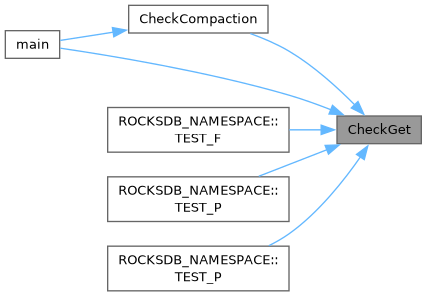 CheckCompaction
main
ROCKSDB_NAMESPACE::
TEST_F
CheckGet
ROCKSDB_NAMESPACE::
TEST_P
ROCKSDB_NAMESPACE::
TEST_P